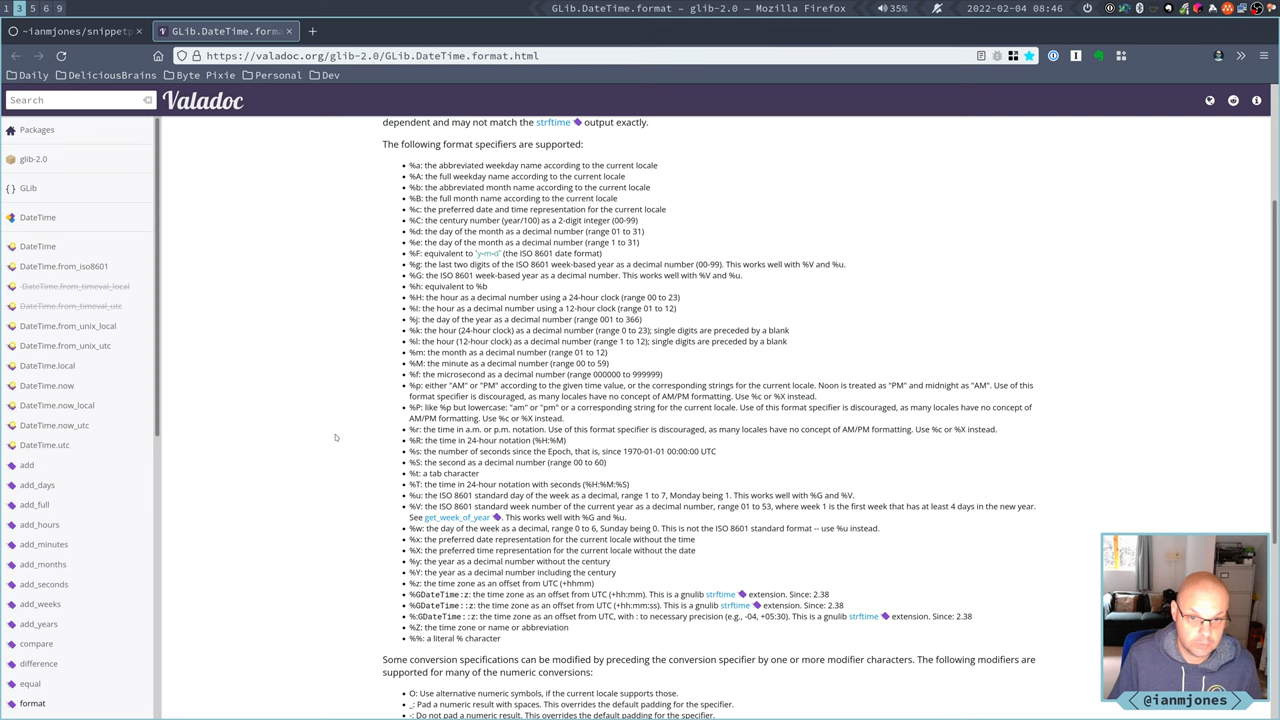 1 3 5 6 9
GLib.DateTime.format - glib-2.0 — Mozilla Firefox
35%
2022-02-04 08:46
~ianmjones/snippetp
GLib.DateTime.forma
https://valadoc.org/glib-2.0/GLib.DateTime.format.html
Daily DeliciousBrains Byte Pixie Personal Dev
Search
Valadoc
Packages
glib-2.0
{ } GLib
DateTime
DateTime
DateTime.from_iso8601
DateTime.from_timeval_local
DateTime.from_timeval_utc
DateTime.from_unix_local
DateTime.from_unix_utc
DateTime.local
DateTime.now
DateTime.now_local
DateTime.now_utc
DateTime.utc
add
add_days
add_full
add_hours
add_minutes
add_months
add_seconds
add_weeks
add_years
compare
difference
equal
format
dependent and may not match the strftime output exactly.
The following format specifiers are supported:
• %a: the abbreviated weekday name according to the current locale
• %A: the full weekday name according to the current locale
• %b: the abbreviated month name according to the current locale
• %B: the full month name according to the current locale
• %c: the preferred date and time representation for the current locale
• %C: the century number (year/100) as a 2-digit integer (00-99)
• %d: the day of the month as a decimal number (range 01 to 31)
• %e: the day of the month as a decimal number (range 1 to 31)
• %F: equivalent to "y-m-d" (the ISO 8601 date format)
• %g: the last two digits of the ISO 8601 week-based year as a decimal number (00-99). This works well with %V and %u.
• %G: the ISO 8601 week-based year as a decimal number. This works well with %V and %u.
• %h: equivalent to %b
• %H: the hour as a decimal number using a 24-hour clock (range 00 to 23)
• %I: the hour as a decimal number using a 12-hour clock (range 01 to 12)
• %j: the day of the year as a decimal number (range 001 to 366)
• %k: the hour (24-hour clock) as a decimal number (range 0 to 23); single digits are preceded by a blank
• %l: the hour (12-hour clock) as a decimal number (range 1 to 12); single digits are preceded by a blank
• %m: the month as a decimal number (range 01 to 12)
• %M: the minute as a decimal number (range 00 to 59)
• %f: the microsecond as a decimal number (range 000000 to 999999)
• %p: either "AM" or "PM" according to the given time value, or the corresponding strings for the current locale. Noon is treated as "PM" and midnight as "AM". Use of this
format specifier is discouraged, as many locales have no concept of AM/PM formatting. Use %c or %X instead.
• %P: like %p but lowercase: "am" or "pm" or a corresponding string for the current locale. Use of this format specifier is discouraged, as many locales have no concept of
AM/PM formatting. Use %c or %X instead.
• %r: the time in a.m. or p.m. notation. Use of this format specifier is discouraged, as many locales have no concept of AM/PM formatting. Use %c or %X instead.
• %R: the time in 24-hour notation (%H:%M)
• %s: the number of seconds since the Epoch, that is, since 1970-01-01 00:00:00 UTC
• %S: the second as a decimal number (range 00 to 60)
• %t: a tab character
• %T: the time in 24-hour notation with seconds (%H:%M:%S)
• %u: the ISO 8601 standard day of the week as a decimal, range 1 to 7, Monday being 1. This works well with %G and %V.
• %V: the ISO 8601 standard week number of the current year as a decimal number, range 01 to 53, where week 1 is the first week that has at least 4 days in the new year.
See get_week_of_year . This works well with %G and %u.
• %w: the day of the week as a decimal, range 0 to 6, Sunday being 0. This is not the ISO 8601 standard format -- use %u instead.
• %x: the preferred date representation for the current locale without the time
• %X: the preferred time representation for the current locale without the date
• %y: the year as a decimal number without the century
• %Y: the year as a decimal number including the century
• %z: the time zone as an offset from UTC (+hhmm)
• %GDateTime:z: the time zone as an offset from UTC (+hh:mm). This is a gnulib strftime extension. Since: 2.38
• %GDateTime::z: the time zone as an offset from UTC (+hh:mm:ss). This is a gnulib strftime extension. Since: 2.38
• %:GDateTime::z: the time zone as an offset from UTC, with : to necessary precision (e.g., -04, +05:30). This is a gnulib strftime extension. Since: 2.38
• %Z: the time zone or name or abbreviation
• %%: a literal % character
Some conversion specifications can be modified by preceding the conversion specifier by one or more modifier characters. The following modifiers are
supported for many of the numeric conversions:
• O: Use alternative numeric symbols, if the current locale supports those.
• _: Pad a numeric result with spaces. This overrides the default padding for the specifier.
• -: Do not pad a numeric result. This overrides the default padding for the specifier.
@ianmjones